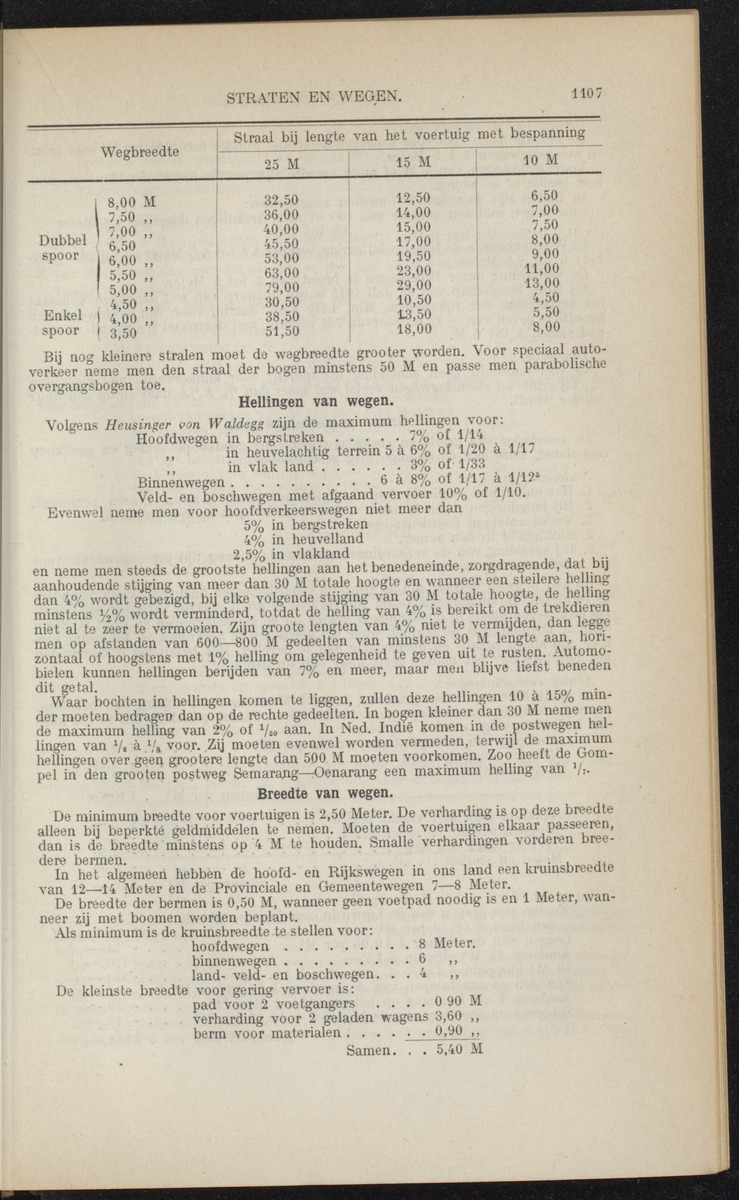 STRATEN EN WEGEN. 1107
Wegbreedte Straal bij lengte van het voertuig met bespanning
25 M 15 M 10 M
8,00 M 32,50 12,50 6,50
7,50 ,, 36,00 14,00 7,00
7,00 ,, 40,00 15,00 7,50
Dubbel 6,50 45,50 17,00 8,00
spoor 6,00 ,, 53,00 19,50 9,00
5,50 ,, 63,00 23,00 11,00
5,00 ,, 79,00 29,00 13,00
4,50 ,, 30,50 10,50 4,50
Enkel 4,00 ,, 38,50 13,50 5,50
spoor 3,50 51,50 18,00 8,00
Bij nog kleinere stralen moet de wegbreedte grooter worden. Voor speciaal auto-
verkeer neme men den straal der bogen minstens 50 M en passe men parabolische
overgangsbogen toe.
Hellingen van wegen.
Volgens Heusinger von Waldegg zijn de maximum hellingen voor:
Hoofdwegen in bergstreken . . . . . 7% of 1/14
,, in heuvelachtig terrein 5 à 6% of 1/20 à 1/17
,, in vlak land . . . . . . 3% of 1/33
Binnenwegen . . . . . . . . . . 6 à 8% of 1/17 à 1/12⁵
Veld- en boschwegen met afgaand vervoer 10% of 1/10.
Evenwel neme men voor hoofdverkeerswegen niet meer dan
5% in bergstreken
4% in heuvelland
2,5% in vlakland
en neme men steeds de grootste hellingen aan het benedeneinde, zorgdragende, dat bij
aanhoudende stijging van meer dan 30 M totale hoogte en wanneer een steilere helling
dan 4% wordt gebezigd, bij elke volgende stijging van 30 M totale hoogte, de helling
minstens ½% wordt verminderd, totdat de helling van 4% is bereikt om de trekdieren
niet al te zeer te vermoeien. Zijn groote lengten van 4% niet te vermijden, dan legge
men op afstanden van 600—800 M gedeelten van minstens 30 M lengte aan, hori-
zontaal of hoogstens met 1% helling om gelegenheid te geven uit te rusten. Automo-
bielen kunnen hellingen berijden van 7% en meer, maar men blijve liefst beneden
dit getal.
Waar bochten in hellingen komen te liggen, zullen deze hellingen 10 à 15% min-
der moeten bedragen dan op de rechte gedeelten. In bogen kleiner dan 30 M neme men
de maximum helling van 2% of 1/50 aan. In Ned. Indië komen in de postwegen hel-
lingen van 1/6 à 1/8 voor. Zij moeten evenwel worden vermeden, terwijl de maximum
hellingen over geen grootere lengte dan 500 M moeten voorkomen. Zoo heeft de Gom-
pel in den grooten postweg Semarang—Oenarang een maximum helling van 1/7.
Breedte van wegen.
De minimum breedte voor voertuigen is 2,50 Meter. De verharding is op deze breedte
alleen bij beperkte geldmiddelen te nemen. Moeten de voertuigen elkaar passeeren,
dan is de breedte minstens op 4 M te houden. Smalle verhardingen vorderen bree-
dere bermen.
In het algemeen hebben de hoofd- en Rijkswegen in ons land een kruinsbreedte
van 12—14 Meter en de Provinciale en Gemeentewegen 7—8 Meter.
De breedte der bermen is 0,50 M, wanneer geen voetpad noodig is en 1 Meter, wan-
neer zij met boomen worden beplant.
Als minimum is de kruinsbreedte te stellen voor:
hoofdwegen . . . . . . . . . 8 Meter.
binnenwegen . . . . . . . . . 6 ,,
land- veld- en boschwegen. . . 4 ,,
De kleinste breedte voor gering vervoer is:
pad voor 2 voetgangers . . . . 0 90 M
verharding voor 2 geladen wagens 3,60 ,,
berm voor materialen . . . . . . 0,90 ,,
Samen. . . 5,40 M